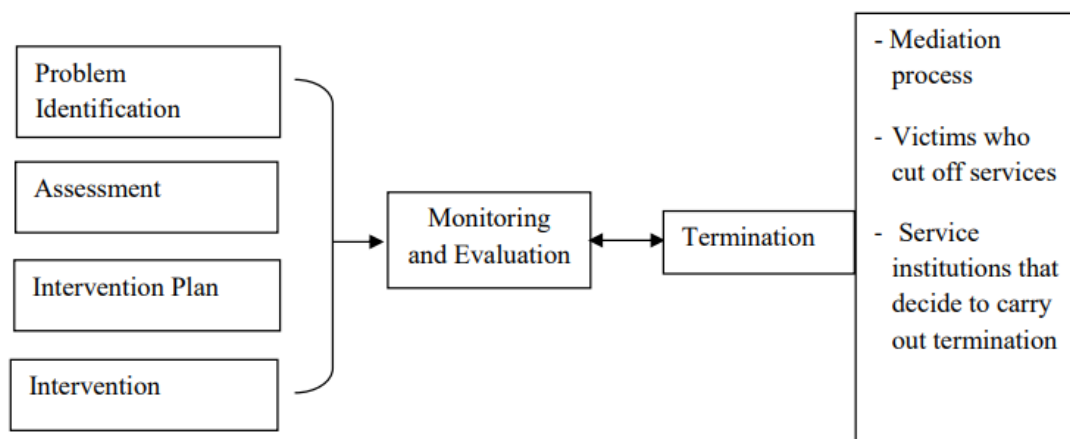 Problem
Identification
Assessment
Intervention Plan
Intervention
Monitoring
and Evaluation
Termination
- Mediation
process
- Victims who
cut off services
- Service
institutions that
decide to carry
out termination